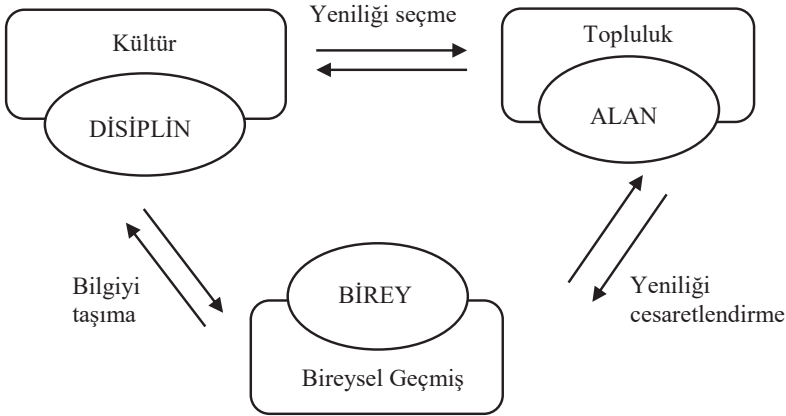 Yeniliği seçme
Kültür
Topluluk
DİSİPLİN
ALAN
Bilgiyi
taşıma
BİREY
Yeniliği
cesaretlendirme
Bireysel Geçmiş